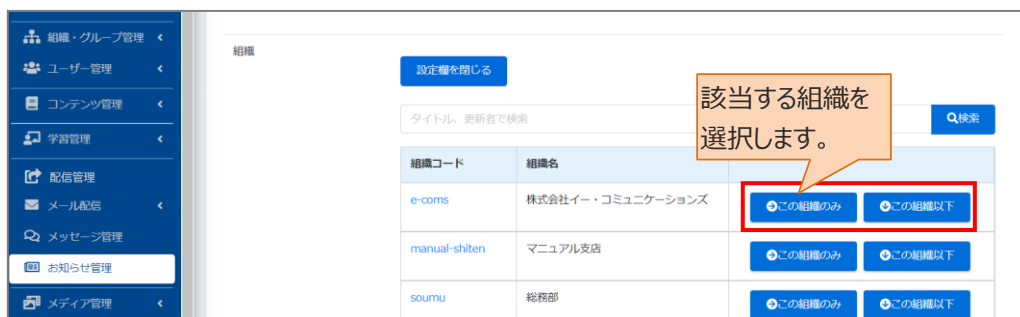 組織・グループ管理
ユーザー管理
コンテンツ管理
学習管理
配信管理
メール配信
メッセージ管理
お知らせ管理
メディア管理
組織
設定欄を閉じる
タイトル、更新者で検索
検索
該当する組織を
選択します。
組織コード 組織名
e-coms 株式会社イー・コミュニケーションズ この組織のみ この組織以下
manual-shiten マニュアル支店 この組織のみ この組織以下
soumu 総務部 この組織のみ この組織以下